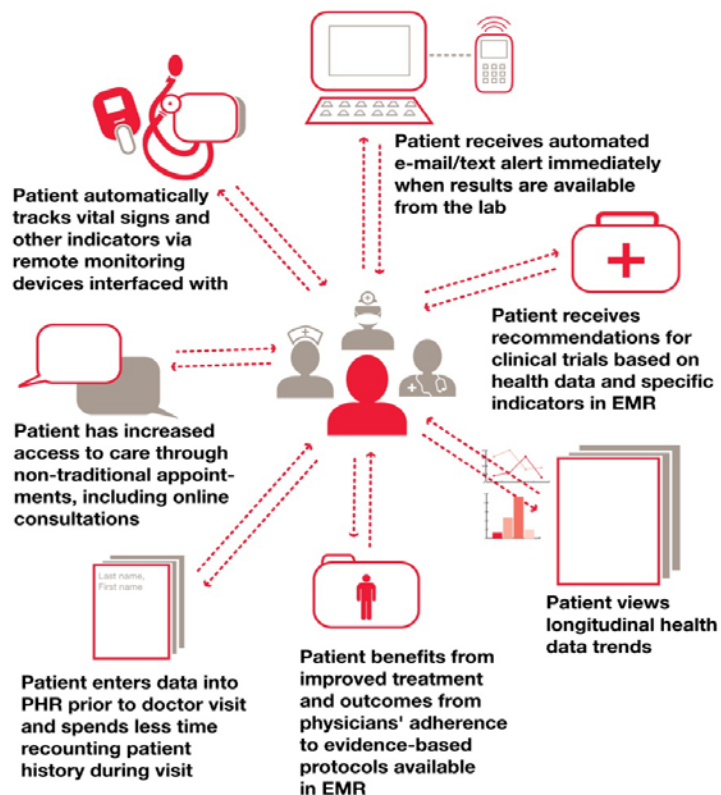 Patient receives automated
e-mail/text alert immediately
when results are available
from the lab
Patient automatically
tracks vital signs and
other indicators via
remote monitoring
devices interfaced with
Patient receives
recommendations for
clinical trials based on
health data and specific
indicators in EMR
Patient has increased
access to care through
non-traditional appoint-
ments, including online
consultations
Patient views
longitudinal health
data trends
Last name,
First name
Patient enters data into
PHR prior to doctor visit
and spends less time
recounting patient
history during visit
Patient benefits from
improved treatment
and outcomes from
physicians' adherence
to evidence-based
protocols available
in EMR